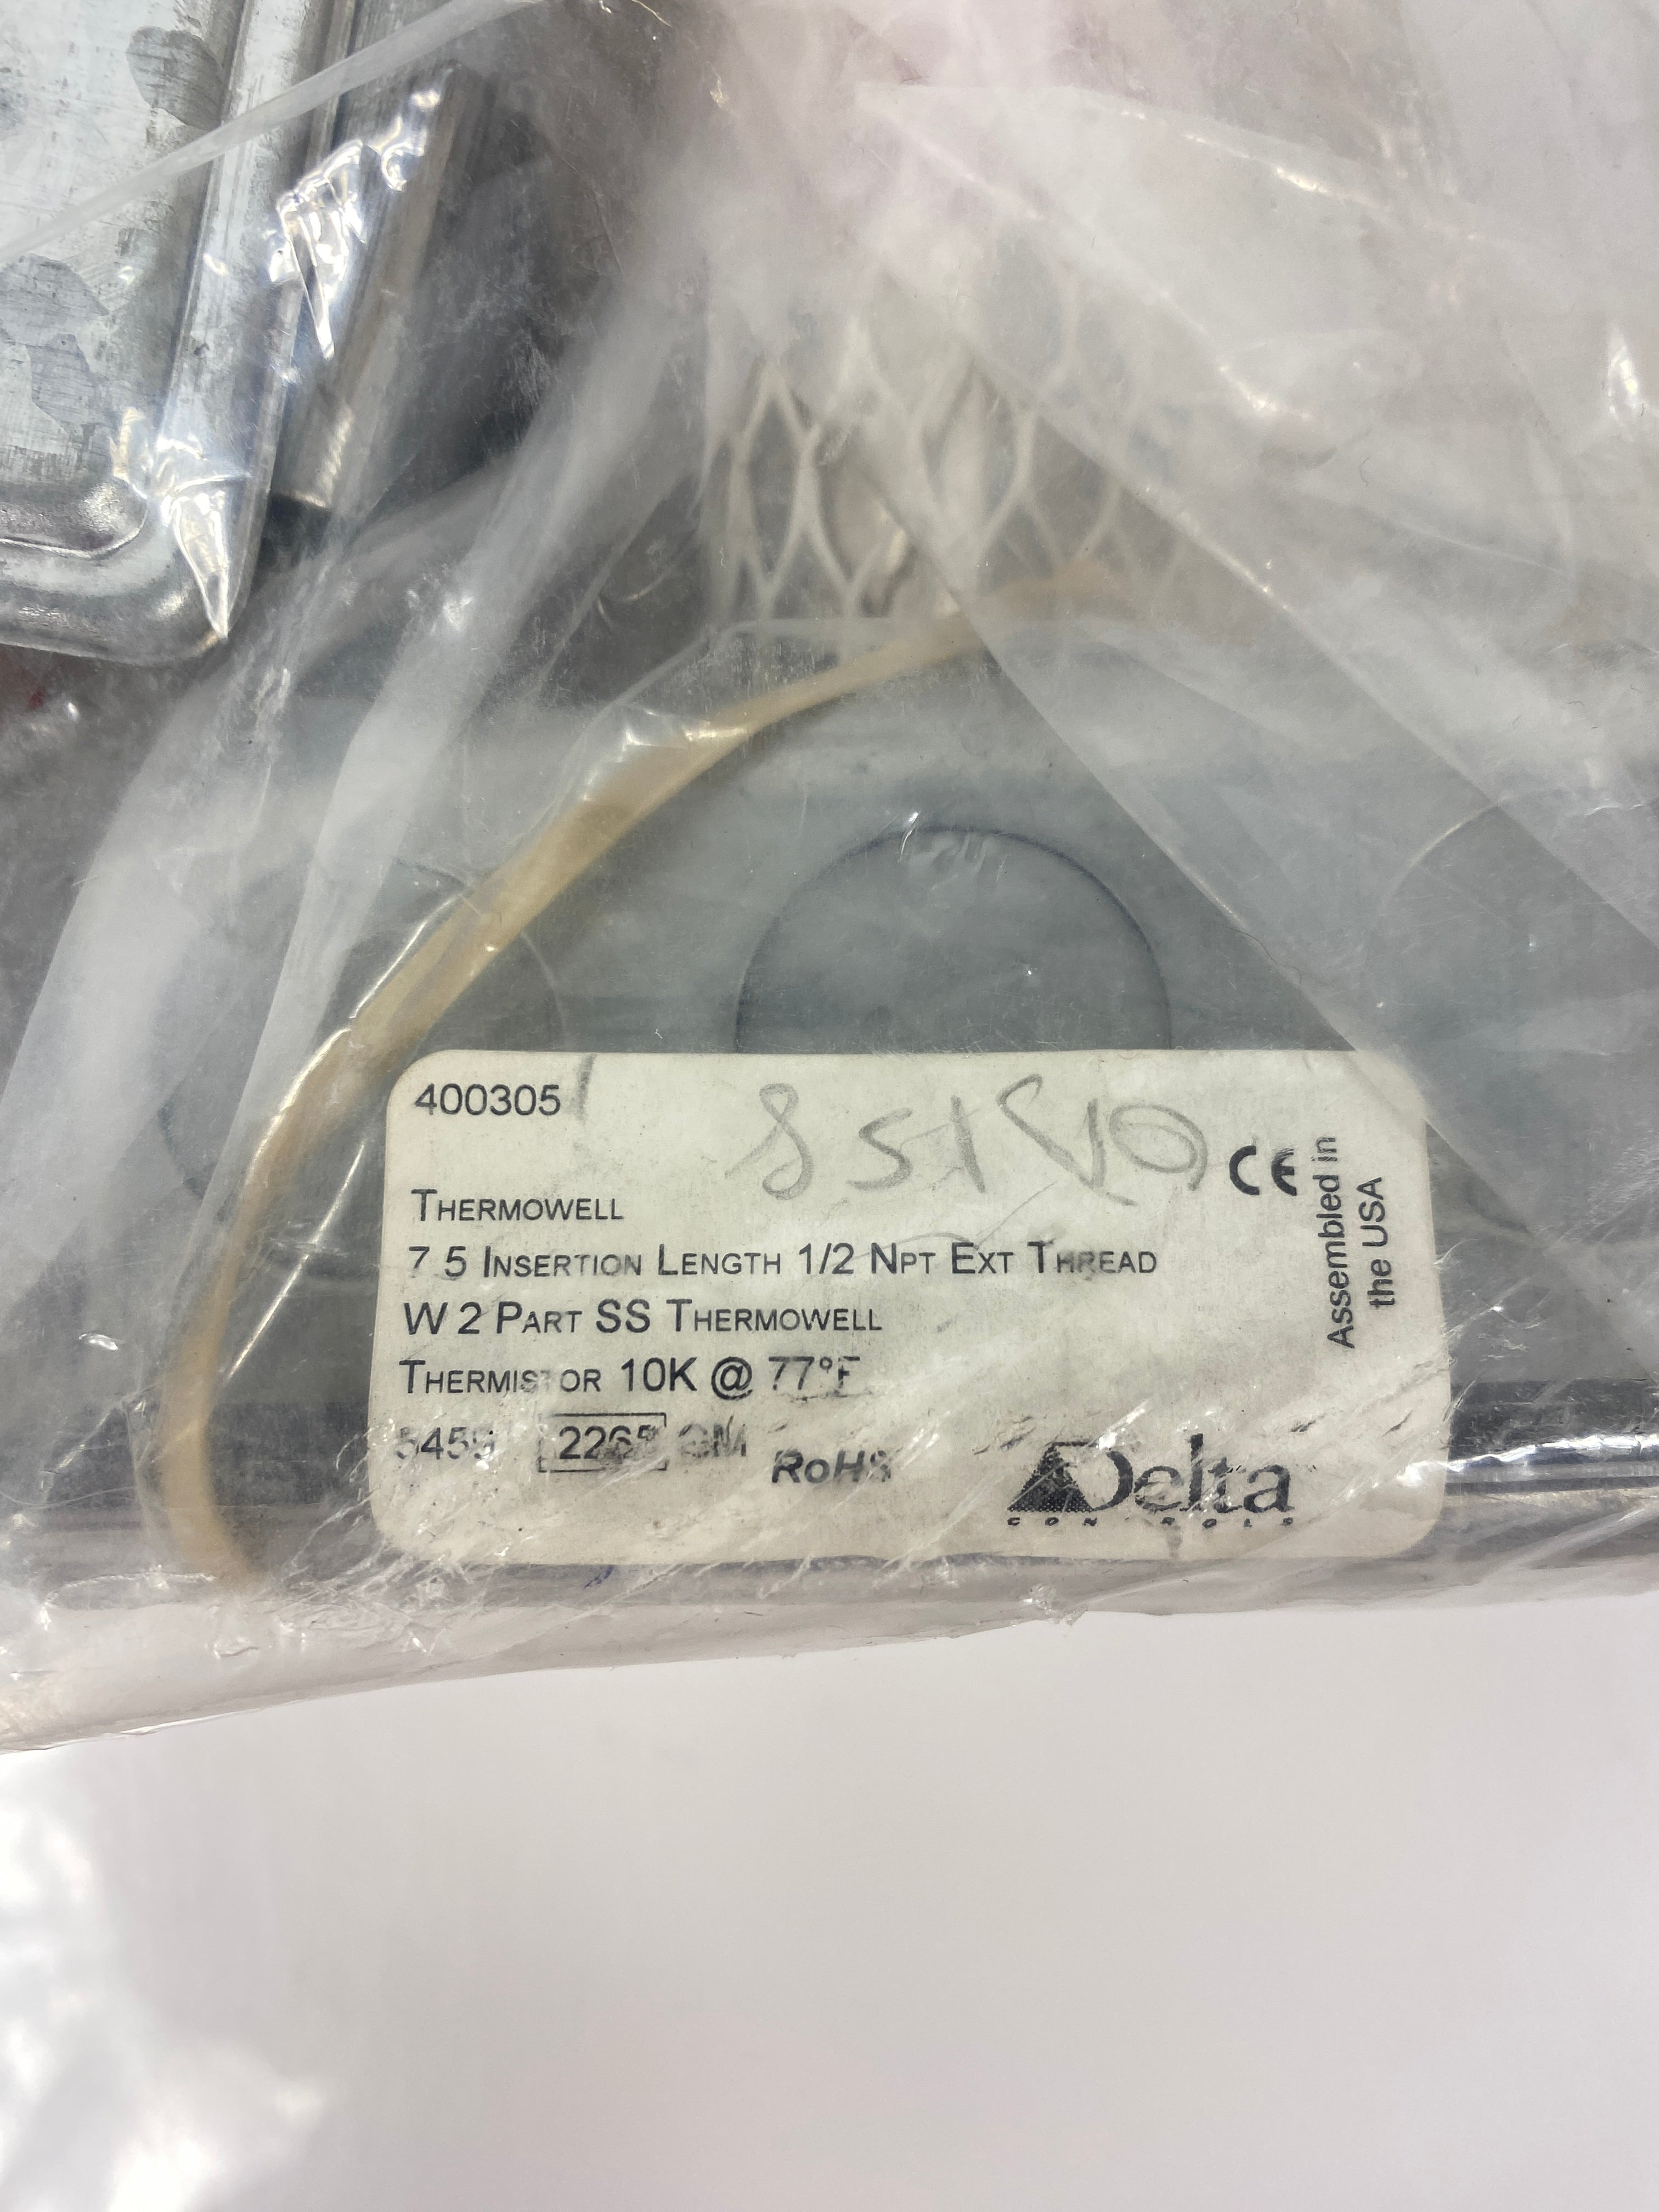 400305
THERMOWELL
7 5 INSERTION LENGTH 1/2 NPT EXT THREAD
W 2 PART SS THERMOWELL
THERMISTOR 10K @ 77°F
RoHS
Delta
CONTROLS
CE
Assembled in
the USA